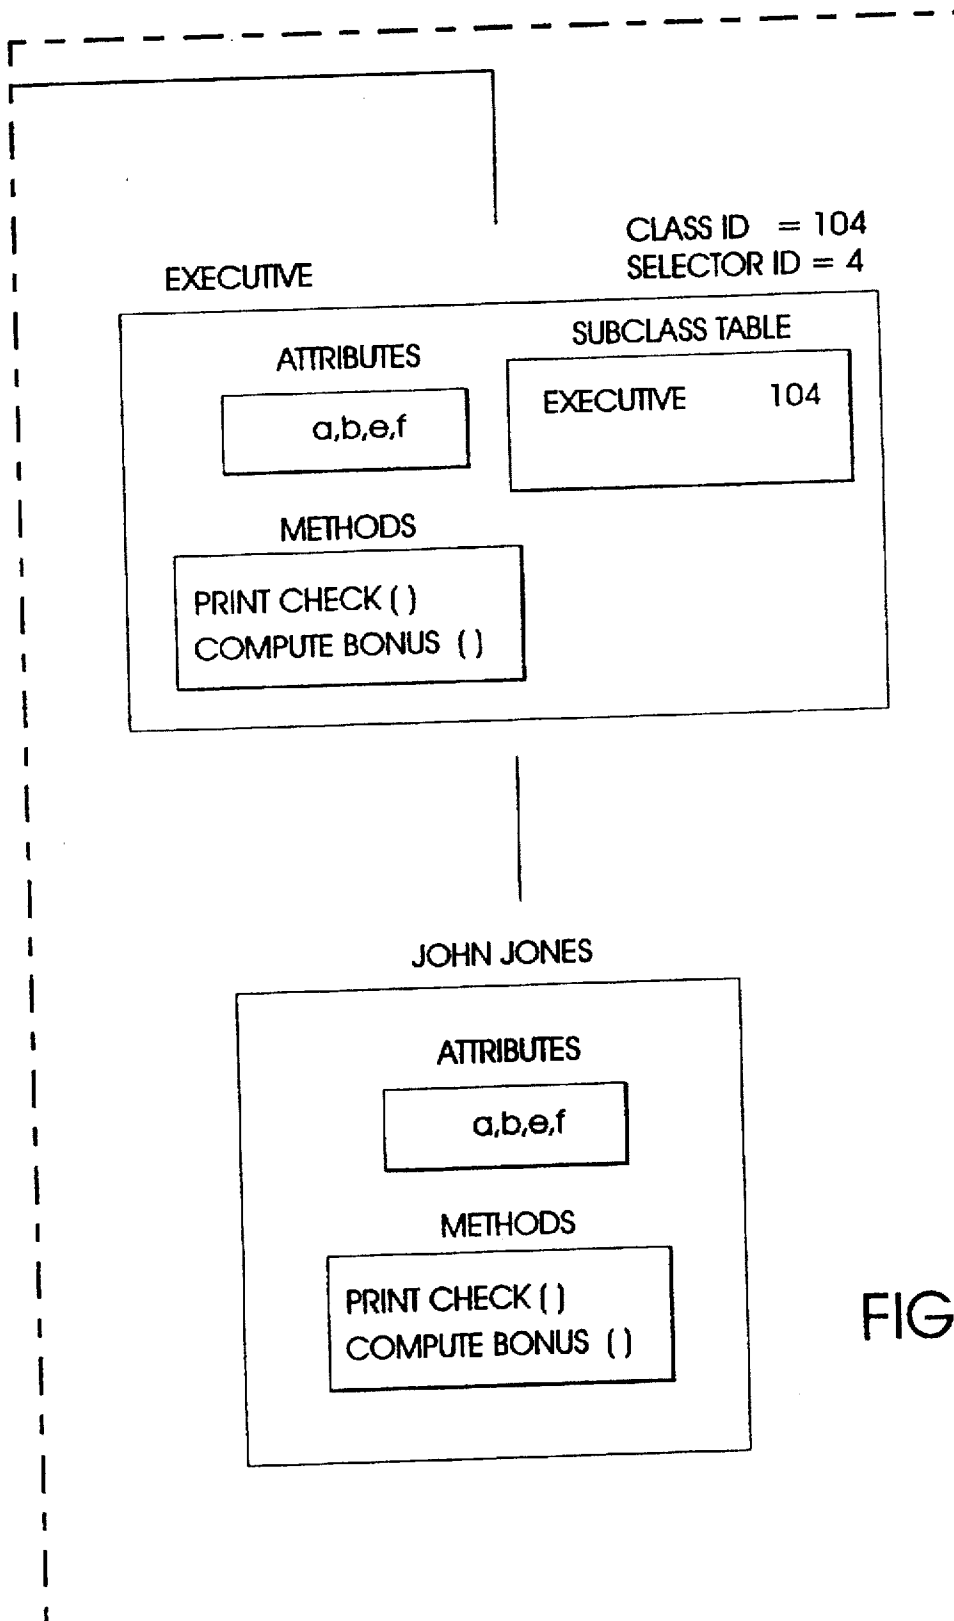 CLASS ID = 104
SELECTOR ID = 4
EXECUTIVE
SUBCLASS TABLE
ATTRIBUTES
EXECUTIVE 104
a,b,e,f
METHODS
PRINT CHECK ( )
COMPUTE BONUS ( )
JOHN JONES
ATTRIBUTES
a,b,e,f
METHODS
PRINT CHECK ( )
COMPUTE BONUS ( )
FIG